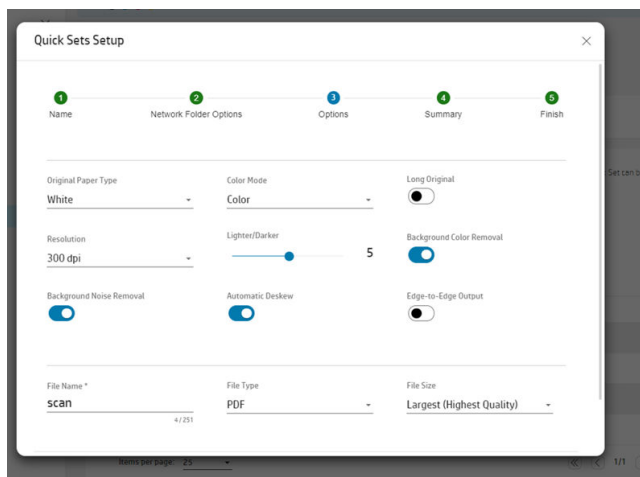 Quick Sets Setup
1 2 3 4 5
Name Network Folder Options Options Summary Finish
Original Paper Type Color Mode Long Original
White Color
Resolution Lighter/Darker Background Color Removal
300 dpi 5
Background Noise Removal Automatic Deskew Edge-to-Edge Output
File Name * File Type File Size
scan PDF Largest (Highest Quality)
4/251
Set can b
Items per page: 25 1/1